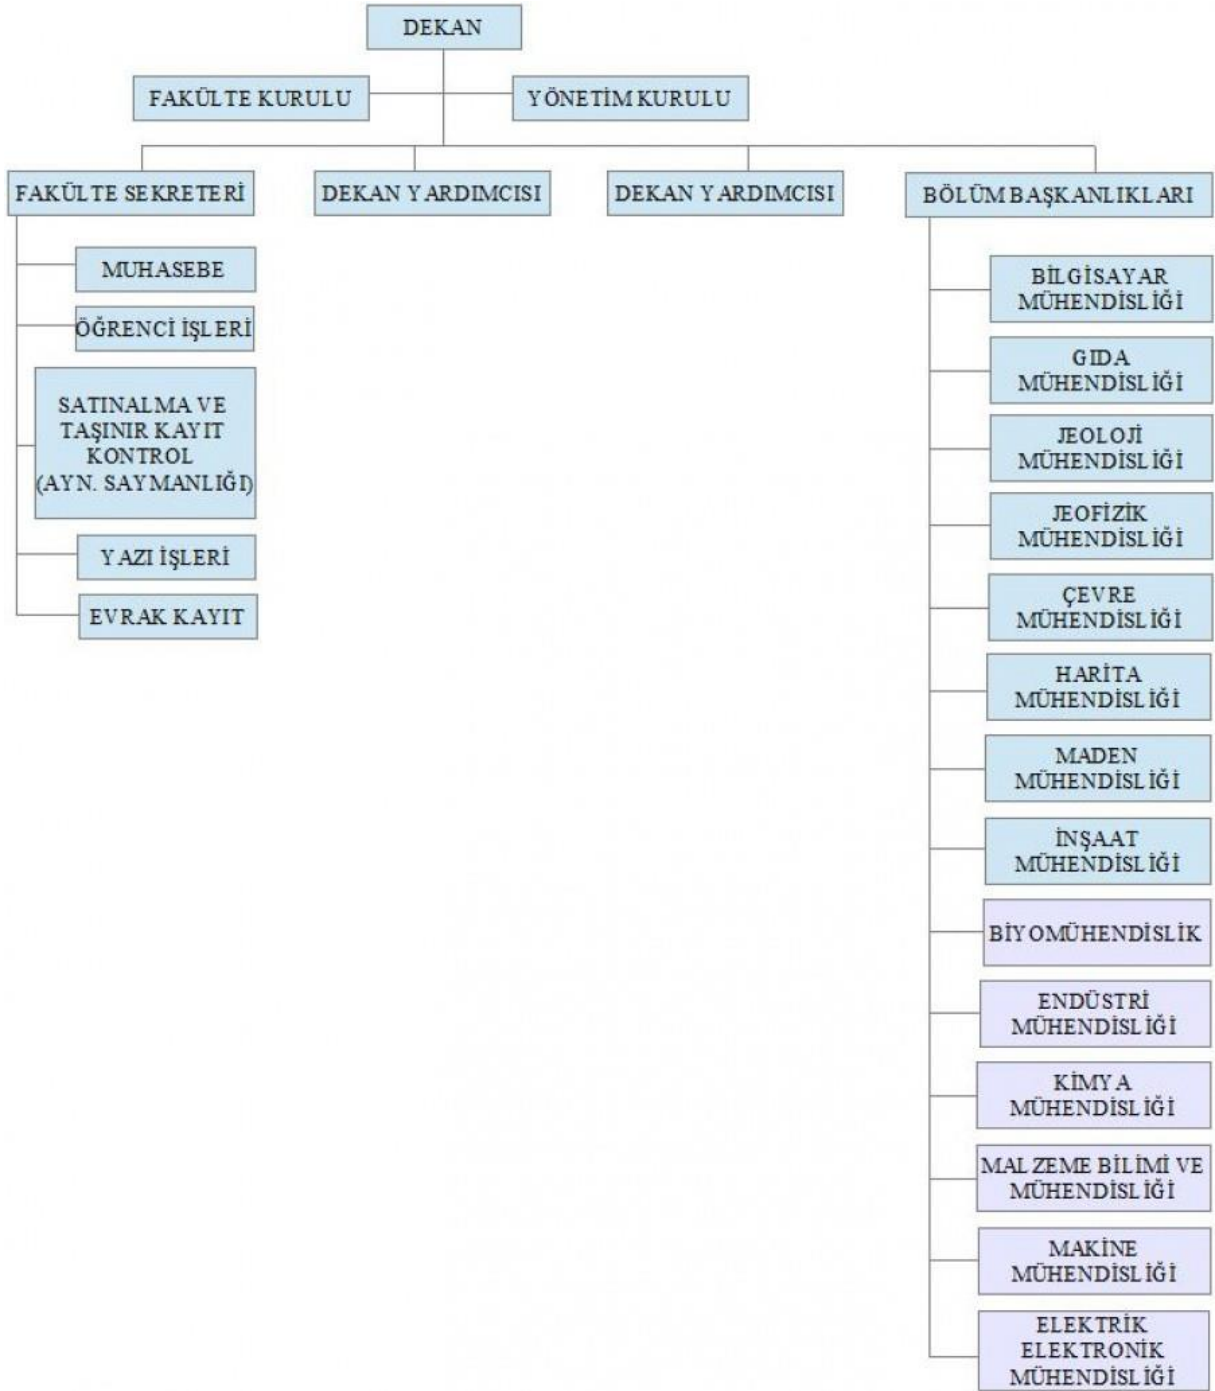 DEKAN
FAKÜLTE KURULU
YÖNETİM KURULU
FAKÜLTE SEKRETERİ
DEKAN YARDIMCISI
DEKAN YARDIMCISI
BÖLÜM BAŞKANLIKLARI
MUHASEBE
ÖĞRENCİ İŞLERİ
SATINALMA VE
TAŞINIR KAYIT
KONTROL
(AYN. SAYMANLIĞI)
YAZI İŞLERİ
EVRAK KAYIT
BİLGİSAYAR
MÜHENDİSLİĞİ
GIDA
MÜHENDİSLİĞİ
JEOLOJİ
MÜHENDİSLİĞİ
JEOFİZİK
MÜHENDİSLİĞİ
ÇEVRE
MÜHENDİSLİĞİ
HARİTA
MÜHENDİSLİĞİ
MADEN
MÜHENDİSLİĞİ
İNŞAAT
MÜHENDİSLİĞİ
BİYOMÜHENDİSLİK
ENDÜSTRİ
MÜHENDİSLİĞİ
KİMYA
MÜHENDİSLİĞİ
MALZEME BİLİMİ VE
MÜHENDİSLİĞİ
MAKİNE
MÜHENDİSLİĞİ
ELEKTRİK
ELEKTRONİK
MÜHENDİSLİĞİ